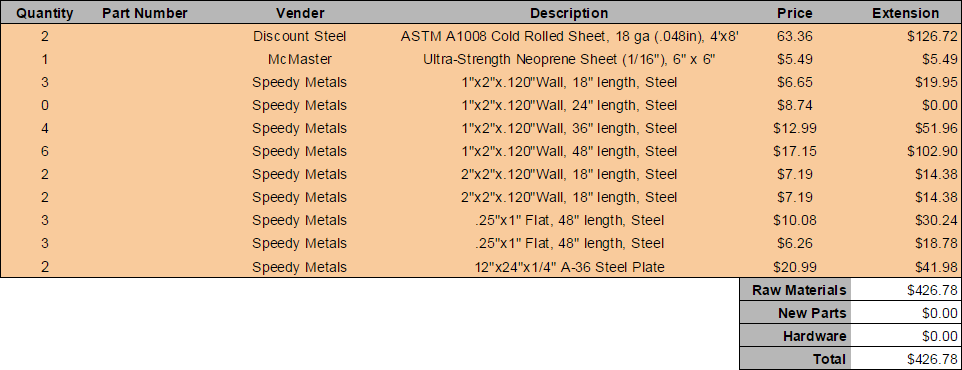 Quantity Part Number Vender Description Price Extension
2 Discount Steel ASTM A1008 Cold Rolled Sheet, 18 ga (.048in), 4'x8' 63.36 $126.72
1 McMaster Ultra-Strength Neoprene Sheet (1/16"), 6" x 6" $5.49 $5.49
3 Speedy Metals 1"x2"x.120"Wall, 18" length, Steel $6.65 $19.95
0 Speedy Metals 1"x2"x.120"Wall, 24" length, Steel $8.74 $0.00
4 Speedy Metals 1"x2"x.120"Wall, 36" length, Steel $12.99 $51.96
6 Speedy Metals 1"x2"x.120"Wall, 48" length, Steel $17.15 $102.90
2 Speedy Metals 2"x2"x.120"Wall, 18" length, Steel $7.19 $14.38
2 Speedy Metals 2"x2"x.120"Wall, 18" length, Steel $7.19 $14.38
3 Speedy Metals .25"x1" Flat, 48" length, Steel $10.08 $30.24
3 Speedy Metals .25"x1" Flat, 48" length, Steel $6.26 $18.78
2 Speedy Metals 12"x24"x1/4" A-36 Steel Plate $20.99 $41.98
Raw Materials $426.78
New Parts $0.00
Hardware $0.00
Total $426.78